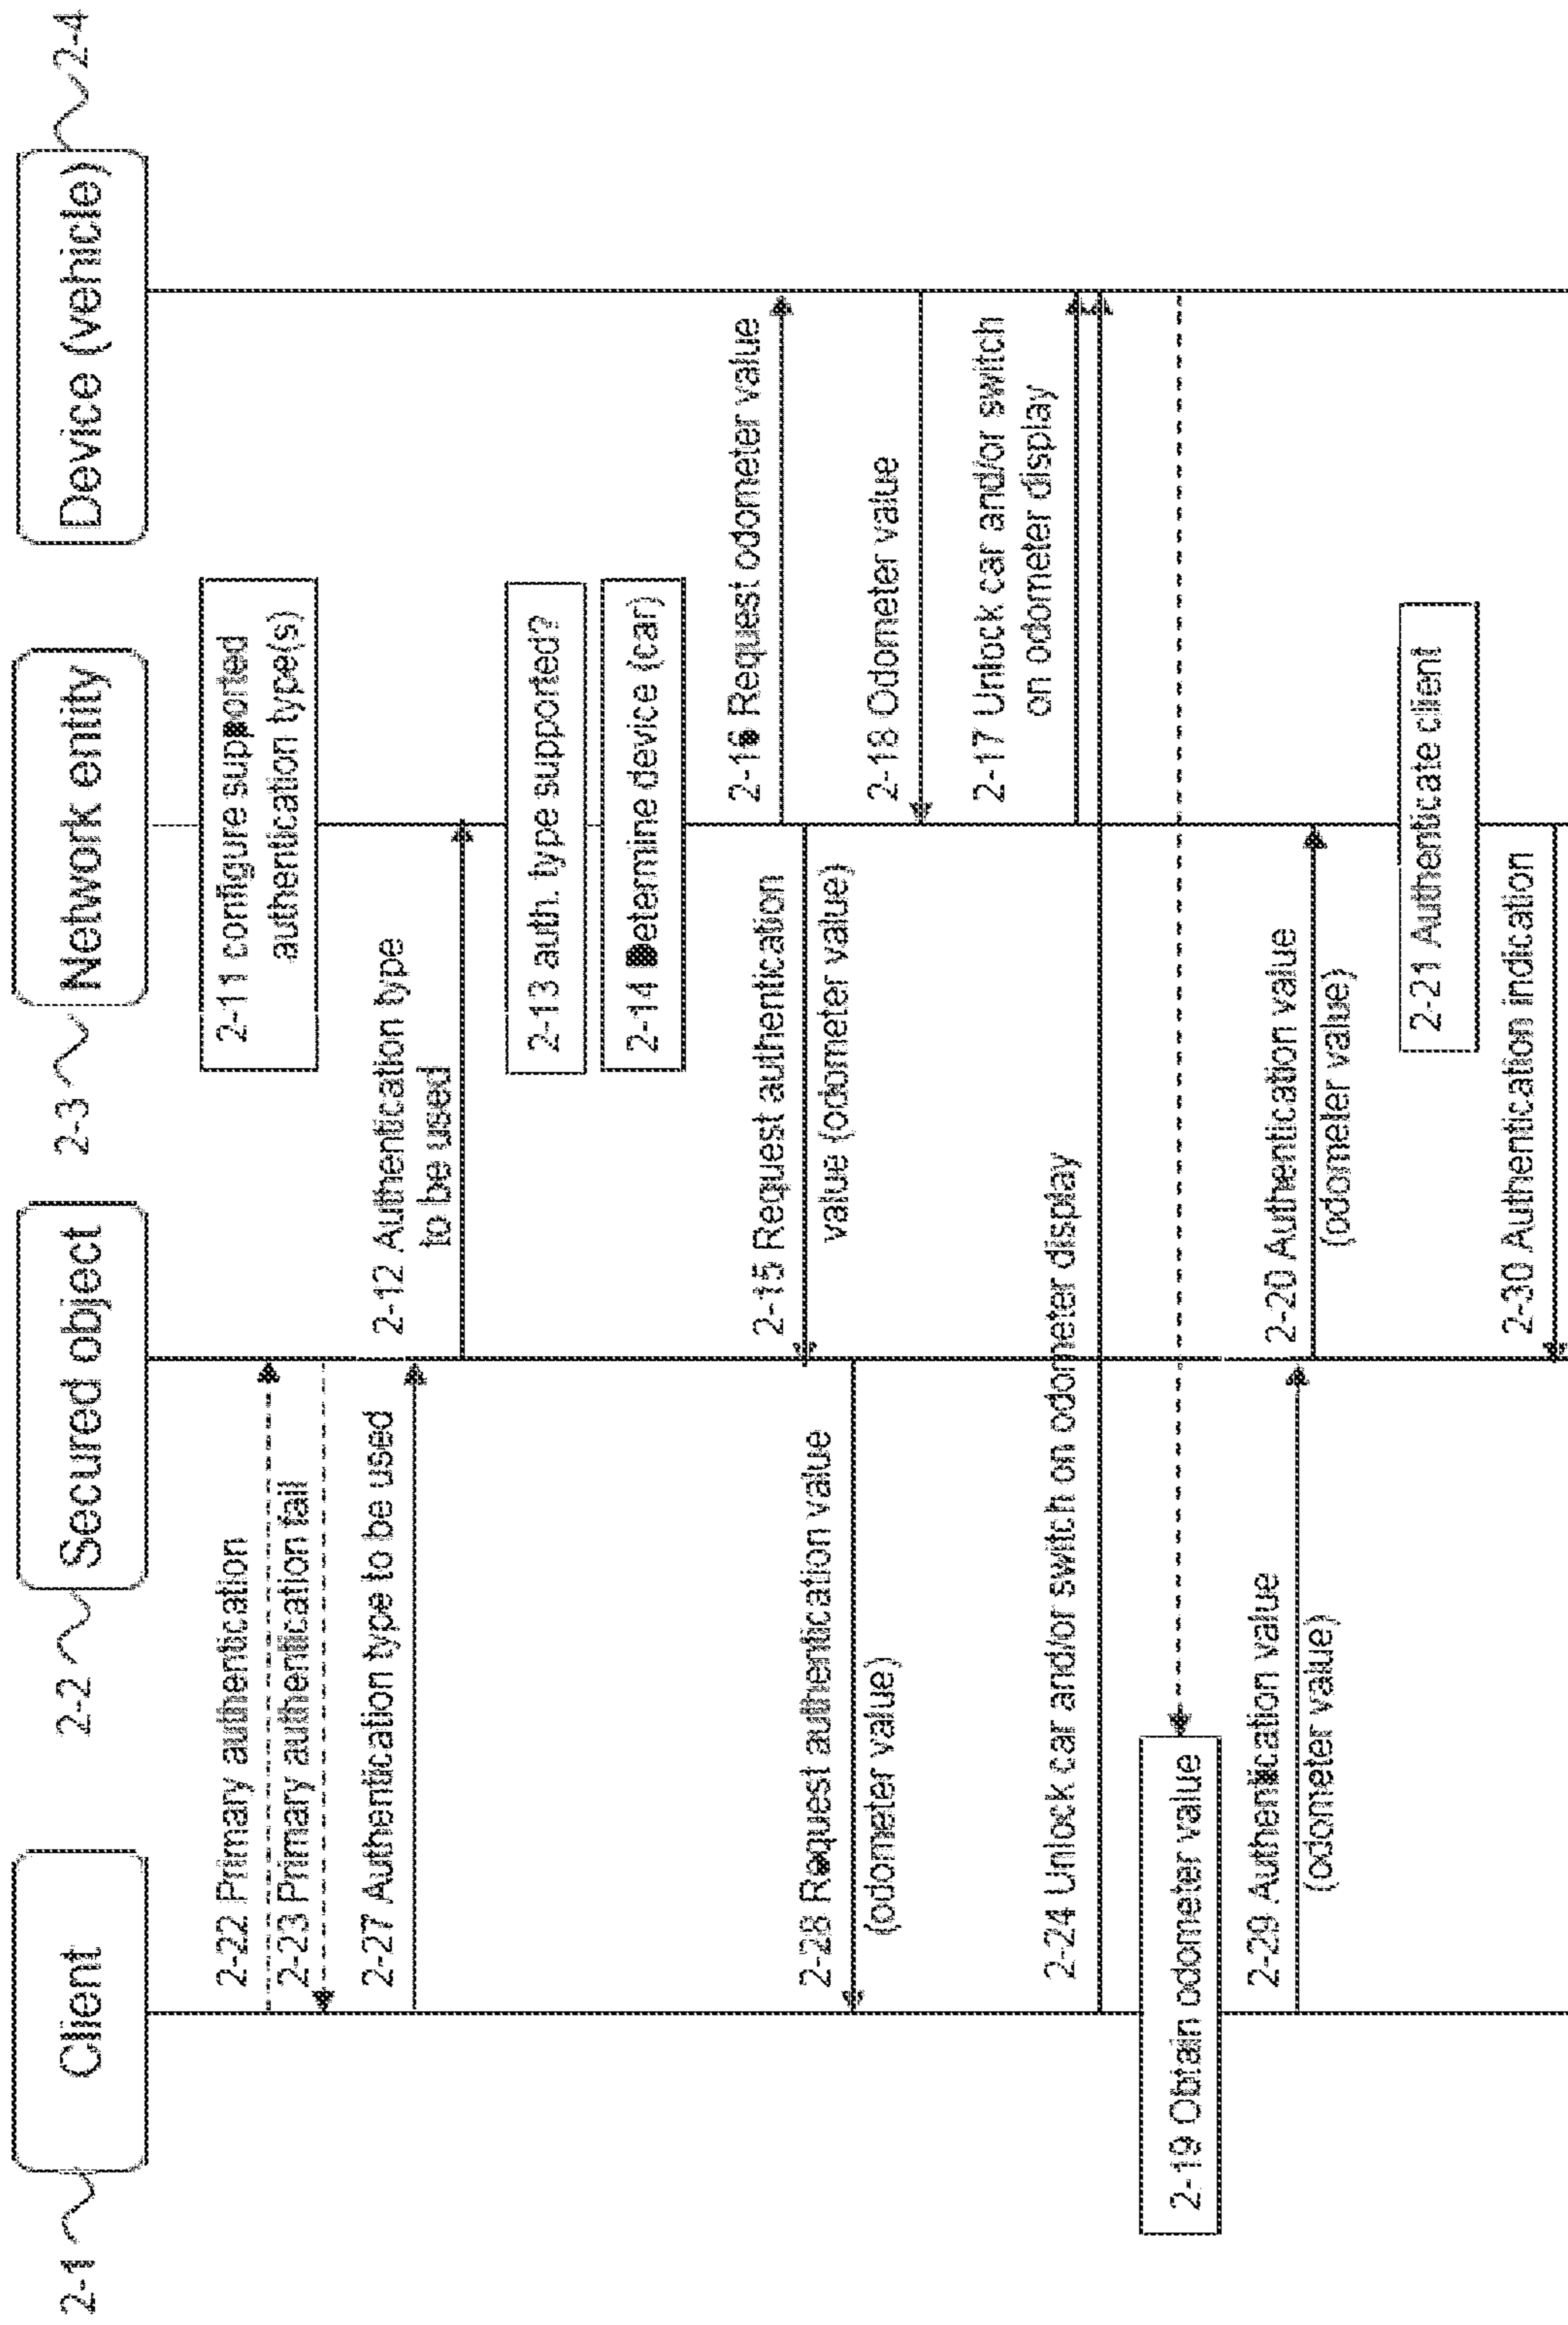 2-1
Client
2-2
Secured object
2-3
Network entity
Device (vehicle)
2-4
2-11 configure supported
authentication type(s)
2-22 Primary authentication
2-23 Primary authentication fail
2-27 Authentication type to be used
2-12 Authentication type
to be used
2-13 auth. type supported?
2-14 Determine device (car)
2-16 Request odometer value
2-15 Request authentication
value (odometer value)
2-28 Request authentication value
(odometer value)
2-18 Odometer value
2-17 Unlock car and/or switch
on odometer display
2-24 Unlock car and/or switch on odometer display
2-19 Obtain odometer value
2-29 Authentication value
(odometer value)
2-20 Authentication value
(odometer value)
2-21 Authenticate client
2-30 Authentication indication